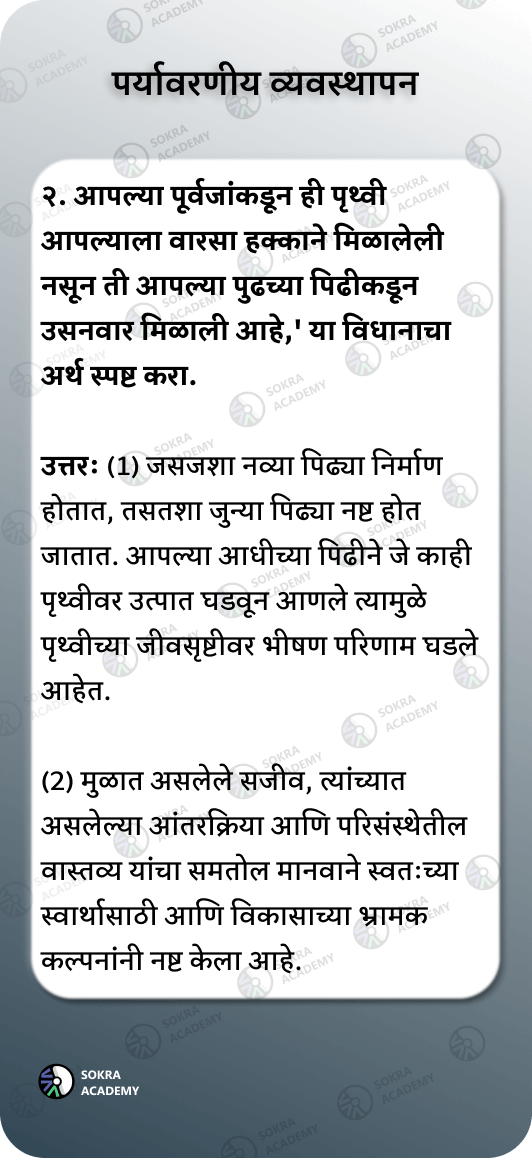 पर्यावरणीय व्यवस्थापन
२. आपल्या पूर्वजांकडून ही पृथ्वी
आपल्याला वारसा हक्काने मिळालेली
नसून ती आपल्या पुढच्या पिढीकडून
उसनवार मिळाली आहे,' या विधानाचा
अर्थ स्पष्ट करा.
उत्तरः (1) जसजशा नव्या पिढ्या निर्माण
होतात, तसतशा जुन्या पिढ्या नष्ट होत
जातात. आपल्या आधीच्या पिढीने जे काही
पृथ्वीवर उत्पात घडवून आणले त्यामुळे
पृथ्वीच्या जीवसृष्टीवर भीषण परिणाम घडले
आहेत.
(2) मुळात असलेले सजीव, त्यांच्यात
असलेल्या आंतरक्रिया आणि परिसंस्थेतील
वास्तव्य यांचा समतोल मानवाने स्वतःच्या
स्वार्थासाठी आणि विकासाच्या भ्रामक
कल्पनांनी नष्ट केला आहे.
SOKRA
ACADEMY